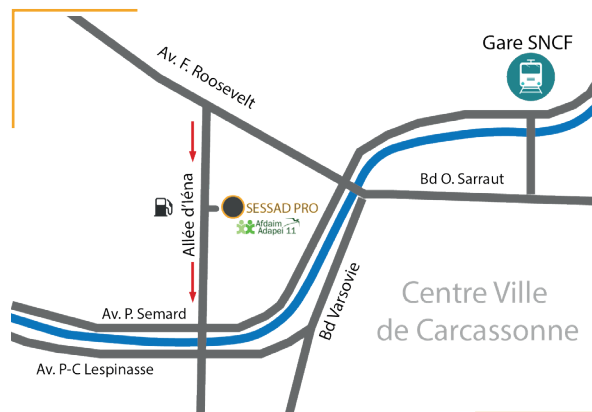 Gare SNCF
Av. F. Roosevelt
Bd O. Sarraut
Allée d'Iéna
SESSAD PRO
Afdaim
Adapei 11
Bd Varsovie
Centre Ville
de Carcassonne
Av. P. Semard
Av. P-C Lespinasse